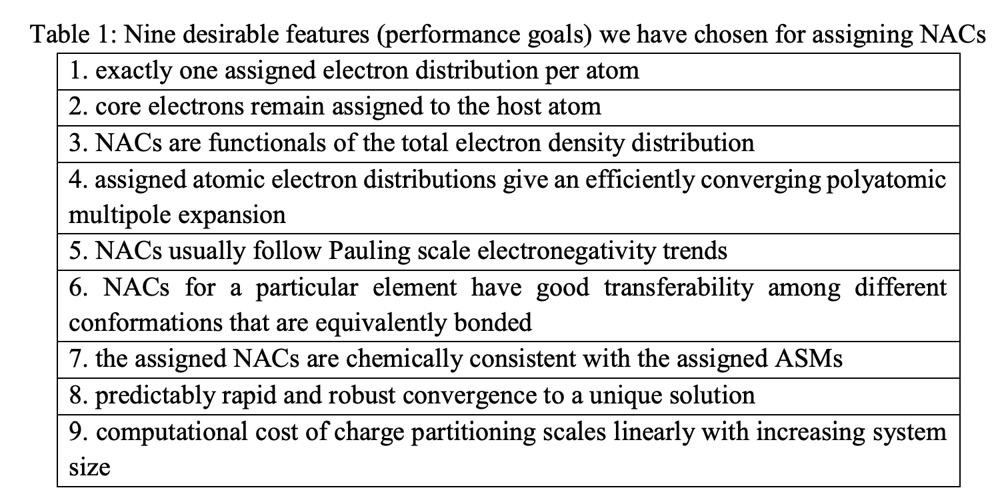 Table 1: Nine desirable features (performance goals) we have chosen for assigning NACs
1. exactly one assigned electron distribution per atom
2. core electrons remain assigned to the host atom
3. NACs are functionals of the total electron density distribution
4. assigned atomic electron distributions give an efficiently converging polyatomic
multipole expansion
5. NACs usually follow Pauling scale electronegativity trends
6. NACs for a particular element have good transferability among different
conformations that are equivalently bonded
7. the assigned NACs are chemically consistent with the assigned ASMs
8. predictably rapid and robust convergence to a unique solution
9. computational cost of charge partitioning scales linearly with increasing system
size